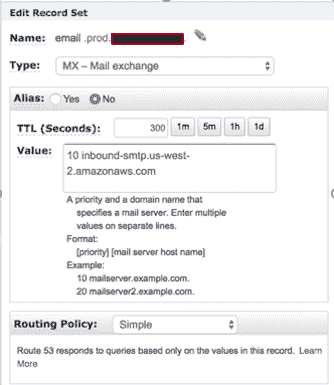 Edit Record Set
Name: email .prod.
Type: MX – Mail exchange
Alias: Yes No
TTL (Seconds): 300 1m 5m 1h 1d
Value: 10 inbound-smtp.us-west-
2.amazonaws.com
A priority and a domain name that
specifies a mail server. Enter multiple
values on separate lines.
Format:
[priority] [mail server host name]
Example:
10 mailserver.example.com.
20 mailserver2.example.com.
Routing Policy: Simple
Route 53 responds to queries based only on the values in this record. Learn
More